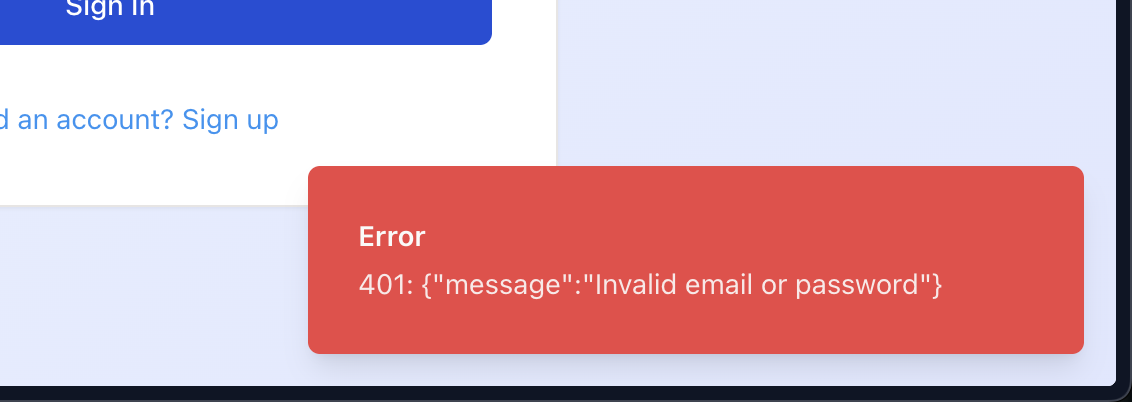 Sign In
an account? Sign up
Error
401: {"message":"Invalid email or password"}